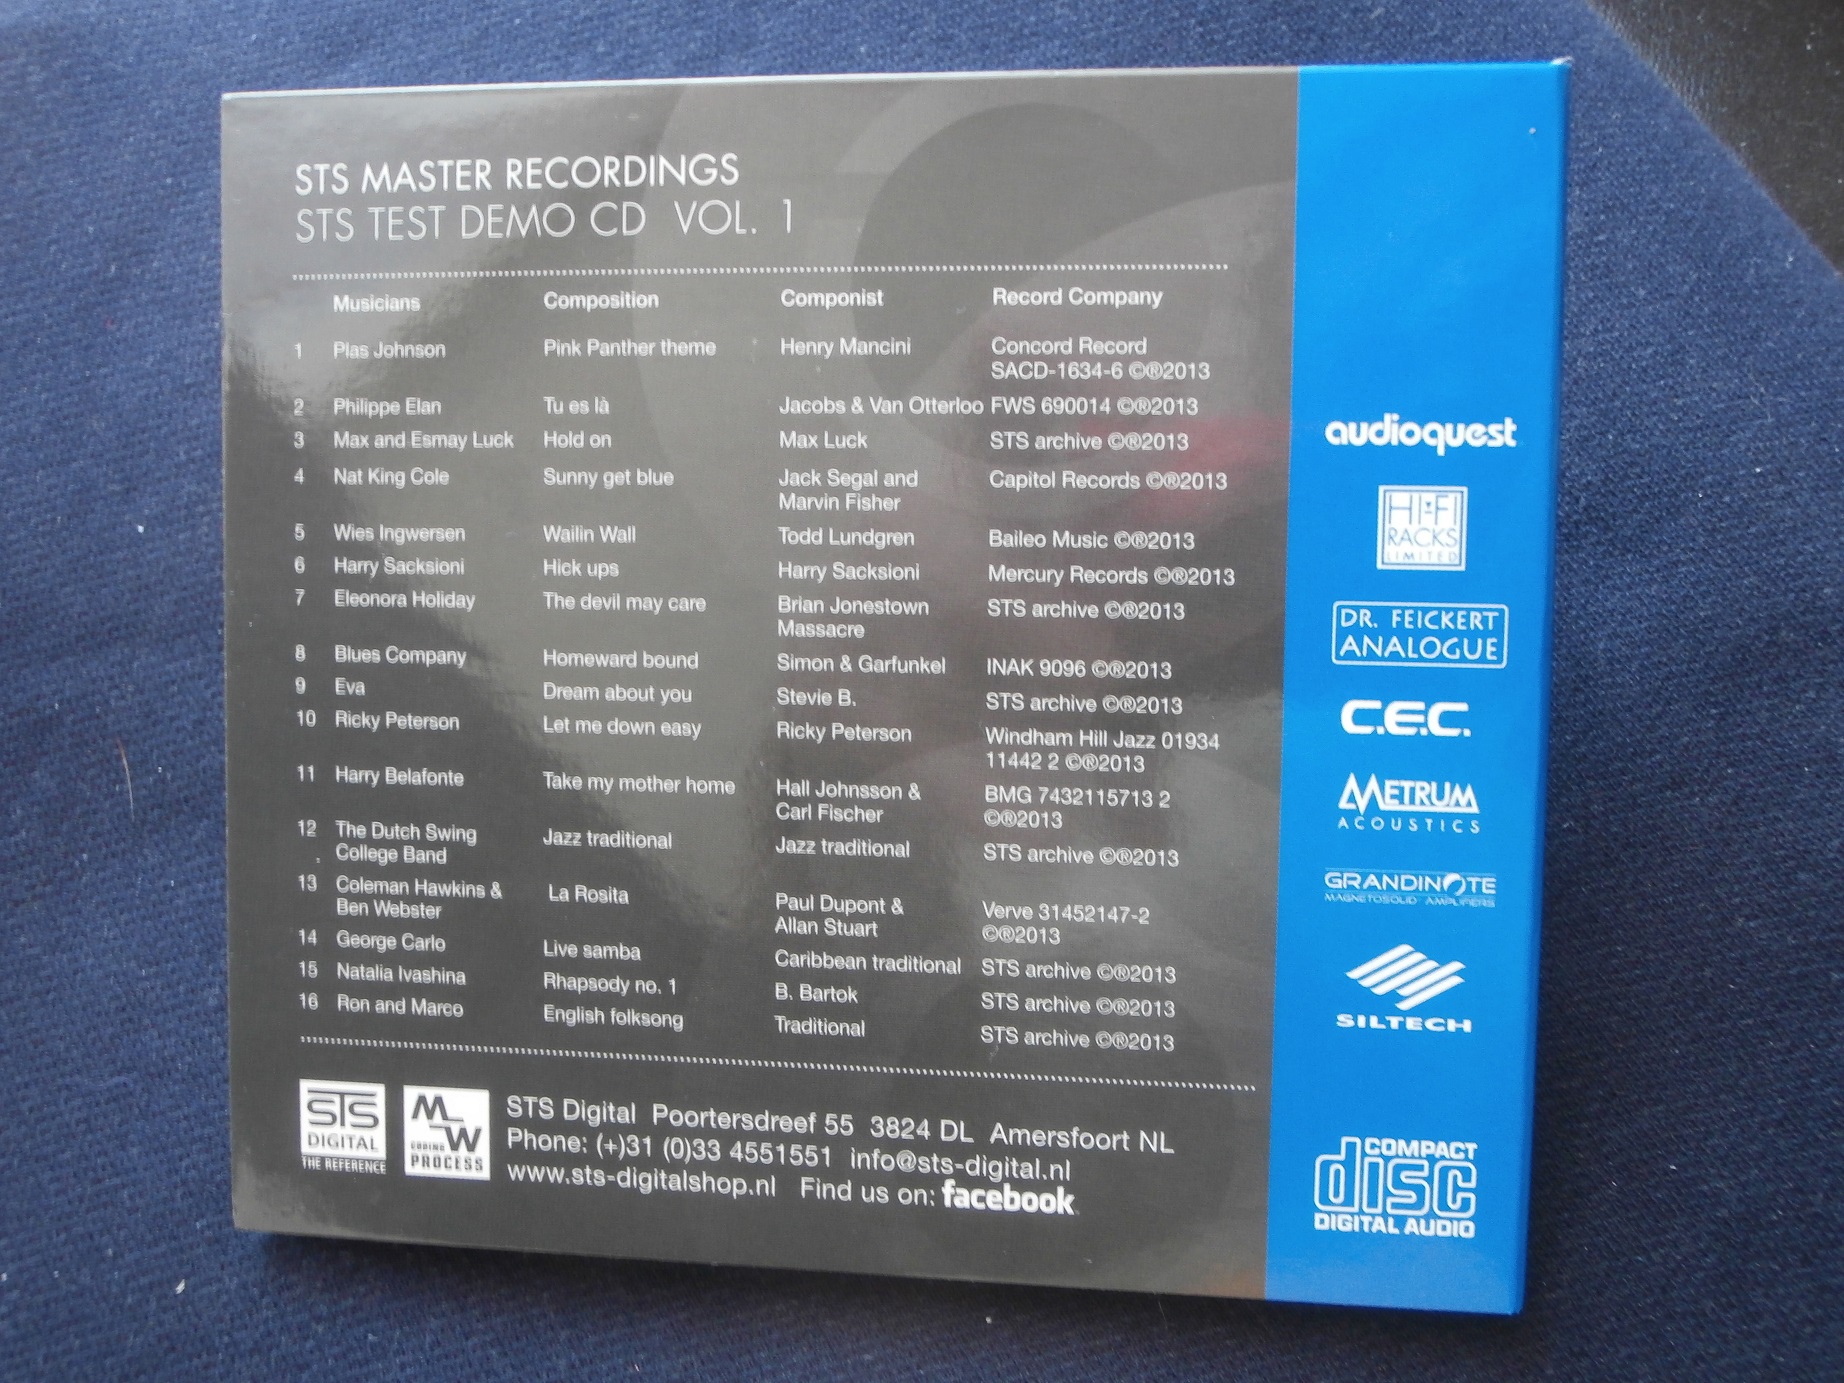 STS MASTER RECORDINGS
STS TEST DEMO CD VOL. 1
Musicians Composition Componist Record Company
1 Plas Johnson Pink Panther theme Henry Mancini Concord Record
SACD-1634-6 ©®2013
2 Philippe Elan Tu es là Jacobs & Van Otterloo FWS 690014 ©®2013
3 Max and Esmay Luck Hold on Max Luck STS archive ©®2013
4 Nat King Cole Sunny get blue Jack Segal and Capitol Records ©®2013
Marvin Fisher
5 Wies Ingwersen Wailin Wall Todd Lundgren Baileo Music ©®2013
6 Harry Sacksioni Hick ups Harry Sacksioni Mercury Records ©®2013
7 Eleonora Holiday The devil may care Brian Jonestown STS archive ©®2013
Massacre
8 Blues Company Homeward bound Simon & Garfunkel INAK 9096 ©®2013
9 Eva Dream about you Stevie B. STS archive ©®2013
10 Ricky Peterson Let me down easy Ricky Peterson Windham Hill Jazz 01934
11442 2 ©®2013
11 Harry Belafonte Take my mother home Hall Johnsson & BMG 7432115713 2
Carl Fischer ©®2013
12 The Dutch Swing Jazz traditional Jazz traditional STS archive ©®2013
College Band
13 Coleman Hawkins & La Rosita Paul Dupont & Verve 31452147-2
Ben Webster Allan Stuart ©®2013
14 George Carlo Live samba Caribbean traditional STS archive ©®2013
15 Natalia Ivashina Rhapsody no. 1 B. Bartok STS archive ©®2013
16 Ron and Marco English folksong Traditional STS archive ©®2013
STS
DIGITAL
THE REFERENCE
MW
CODING
PROCESS
STS Digital Poortersdreef 55 3824 DL Amersfoort NL
Phone: (+)31 (0)33 4551551 info@sts-digital.nl
www.sts-digitalshop.nl Find us on: facebook
audioquest
HI-FI
RACKS
LIMITED
DR. FEICKERT
ANALOGUE
C.E.C.
METRUM
ACOUSTICS
GRANDINOTE
MAGNETOSOLID AMPLIFIERS
SILTECH
COMPACT
disc
DIGITAL AUDIO